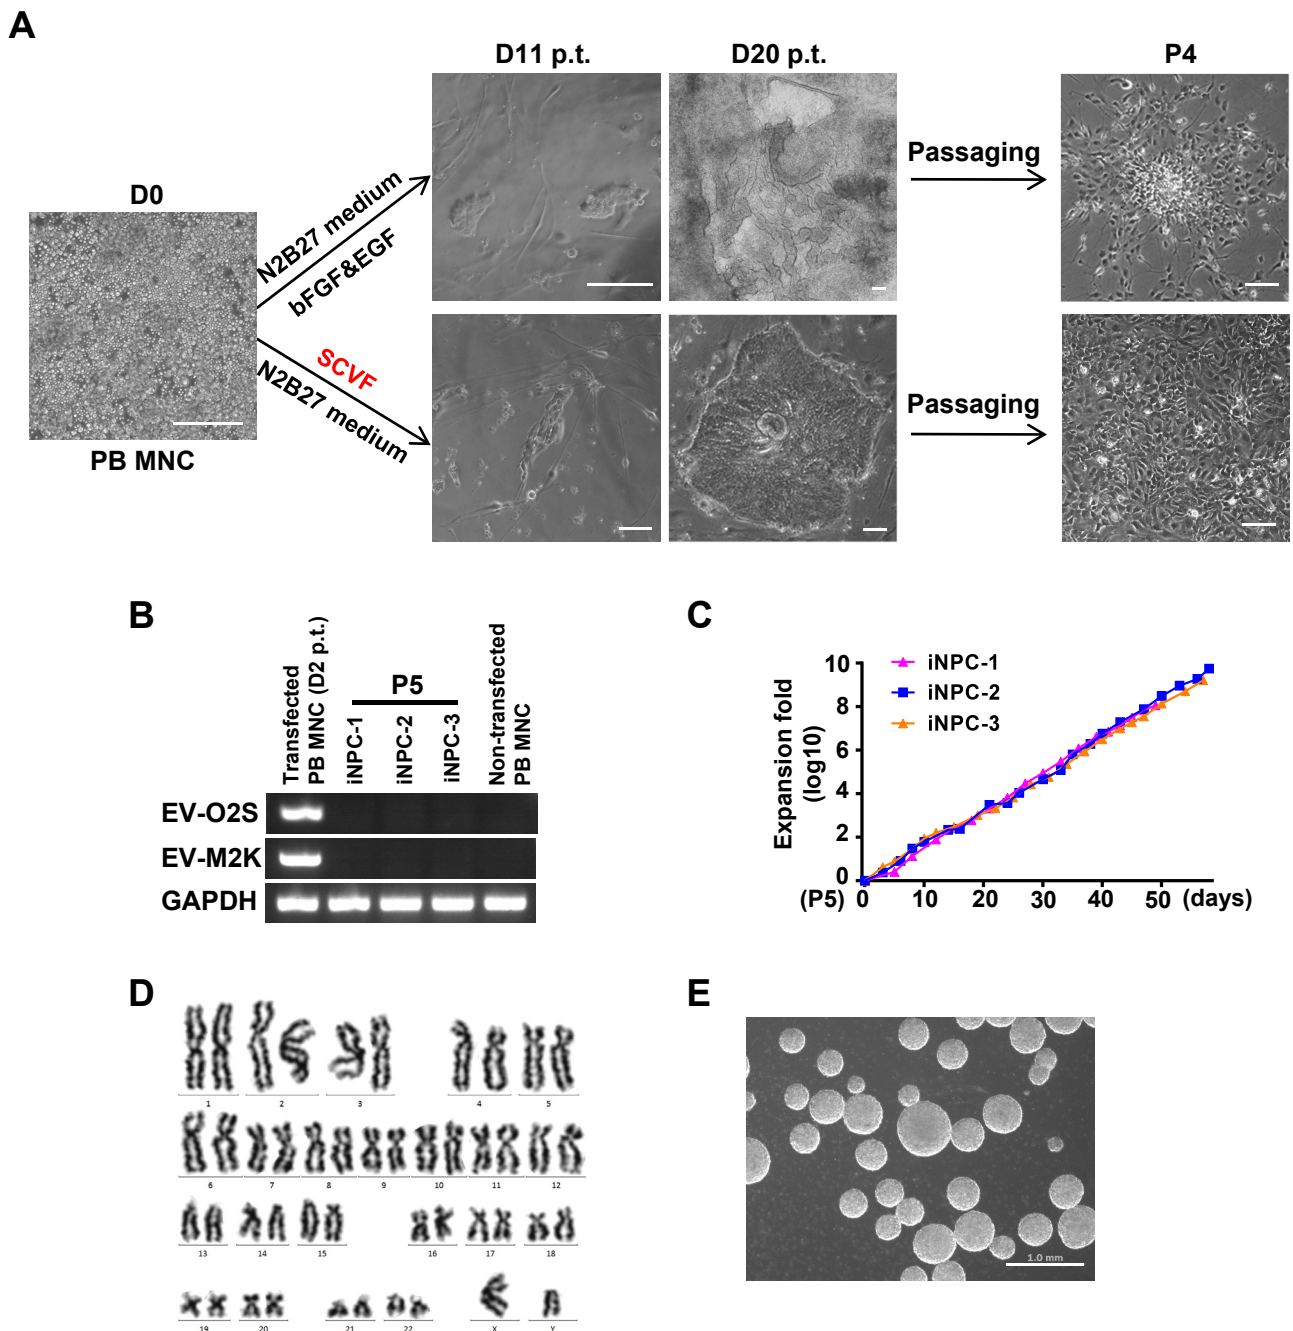 A
D11 p.t.
D20 p.t.
P4
D0
N2B27 medium
bFGF&EGF
Passaging
PB MNC
SCVF
N2B27 medium
Passaging
B
Transfected
PB MNC (D2 p.t.)
P5
iNPC-1
iNPC-2
iNPC-3
Non-transfected
PB MNC
EV-O2S
EV-M2K
GAPDH
C
iNPC-1
iNPC-2
iNPC-3
Expansion fold
(log10)
10
8
6
4
2
0
(P5) 0 10 20 30 40 50 (days)
D
1 2 3 4 5
6 7 8 9 10 11 12
13 14 15 16 17 18
19 20 21 22 X Y
E
1.0 mm